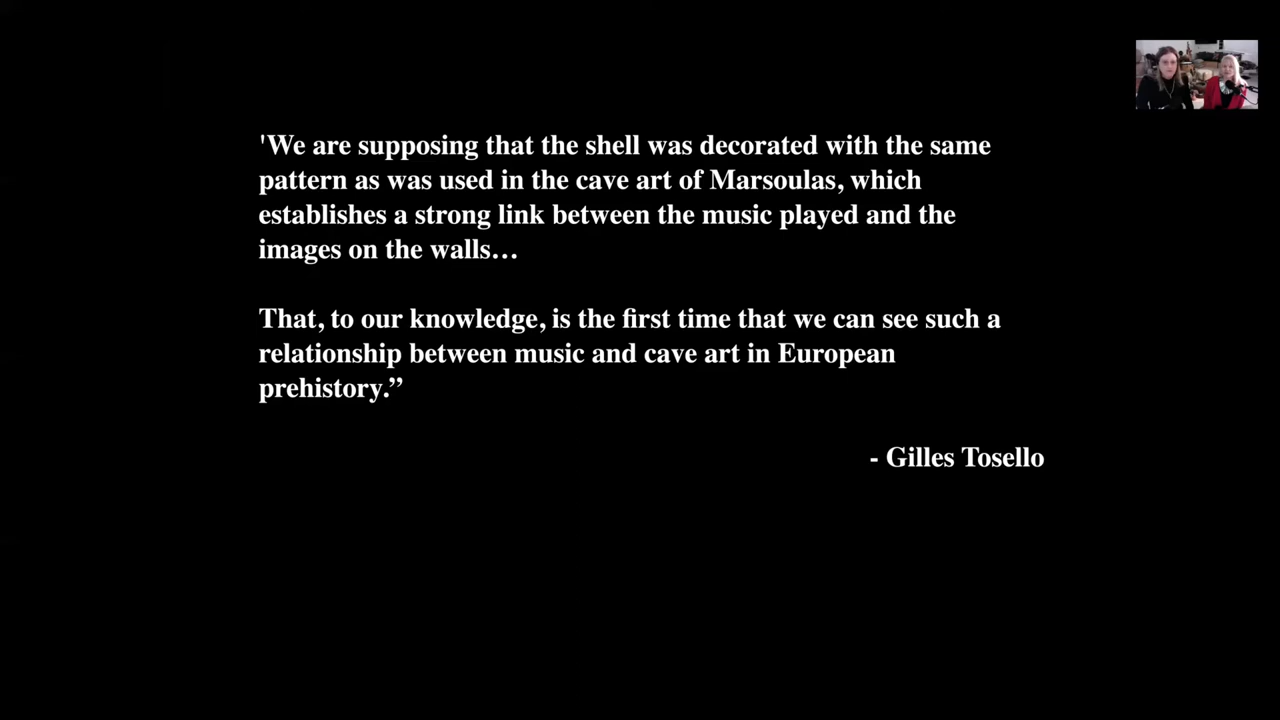 'We are supposing that the shell was decorated with the same
pattern as was used in the cave art of Marsoulas, which
establishes a strong link between the music played and the
images on the walls…
That, to our knowledge, is the first time that we can see such a
relationship between music and cave art in European
prehistory.”
- Gilles Tosello